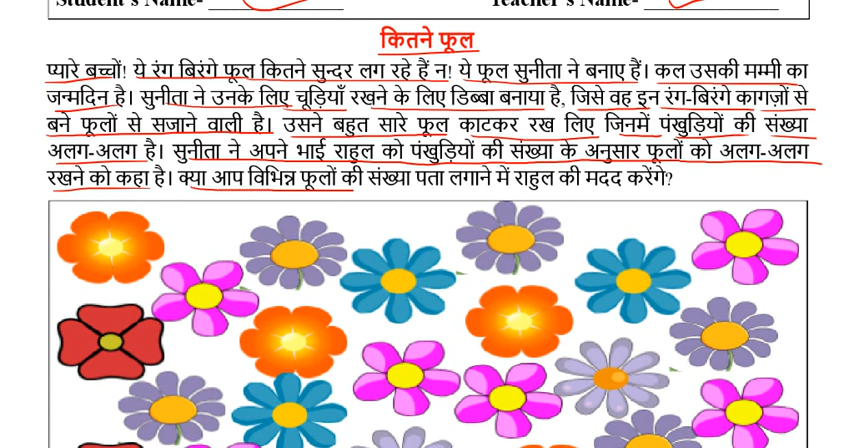 Student's Name-
Teacher's Name-
कितने फूल
प्यारे बच्चों! ये रंग बिरंगे फूल कितने सुन्दर लग रहे हैं न! ये फूल सुनीता ने बनाए हैं। कल उसकी मम्मी का
जन्मदिन है। सुनीता ने उनके लिए चूड़ियाँ रखने के लिए डिब्बा बनाया है, जिसे वह इन रंग-बिरंगे कागज़ों से
बने फूलों से सजाने वाली है। उसने बहुत सारे फूल काटकर रख लिए जिनमें पंखुड़ियों की संख्या
अलग-अलग है। सुनीता ने अपने भाई राहुल को पंखुड़ियों की संख्या के अनुसार फूलों को अलग-अलग
रखने को कहा है। क्या आप विभिन्न फूलों की संख्या पता लगाने में राहुल की मदद करेंगे?